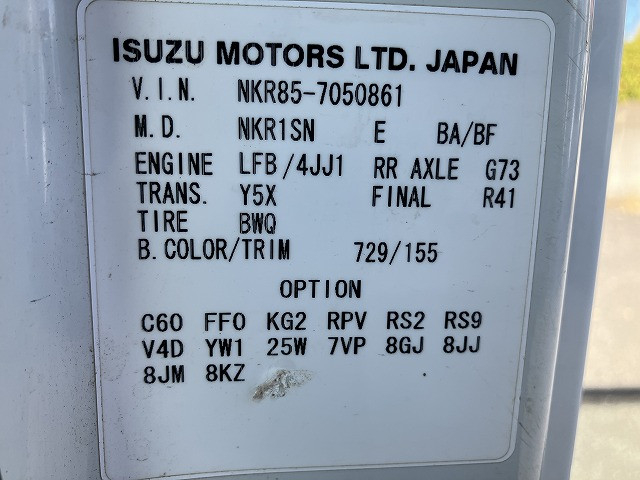 ISUZU MOTORS LTD. JAPAN
V.I.N. NKR85-7050861
M.D. NKR1SN E BA/BF
ENGINE LFB/4JJ1 RR AXLE G73
TRANS. Y5X FINAL R41
TIRE BWQ
B.COLOR/TRIM 729/155
OPTION
C60 FF0 KG2 RPV RS2 RS9
V4D YW1 25W 7VP 8GJ 8JJ
8JM 8KZ